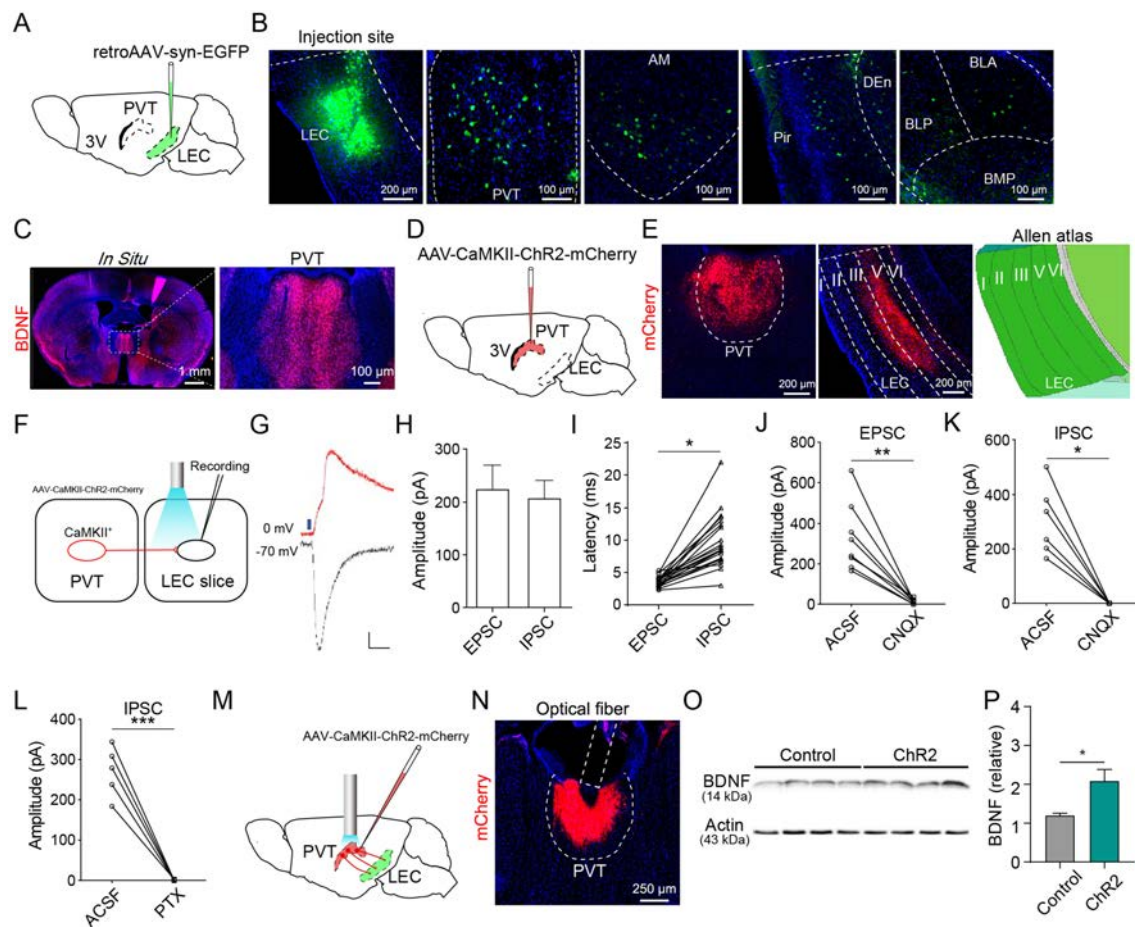 A
retroAAV-syn-EGFP
PVT
3V
LEC
B
Injection site
LEC
200 µm
PVT
100 µm
AM
100 µm
DEn
Pir
100 µm
BLA
BLP
BMP
100 µm
C
In Situ
BDNF
1 mm
PVT
100 µm
D
AAV-CaMKII-ChR2-mCherry
PVT
3V
LEC
E
mCherry
PVT
200 µm
I II III V VI
LEC
200 µm
Allen atlas
I II III V VI
LEC
F
Recording
AAV-CaMKII-ChR2-mCherry
CaMKII+
PVT
LEC slice
G
0 mV
-70 mV
H
Amplitude (pA)
300
200
100
0
EPSC
IPSC
I
Latency (ms)
25
20
15
10
5
0
*
EPSC
IPSC
J
EPSC
Amplitude (pA)
800
600
400
200
0
**
ACSF
CNQX
K
IPSC
Amplitude (pA)
600
400
200
0
*
ACSF
CNQX
L
IPSC
Amplitude (pA)
400
300
200
100
0
***
ACSF
PTX
M
AAV-CaMKII-ChR2-mCherry
PVT
LEC
N
Optical fiber
mCherry
PVT
250 µm
O
Control
ChR2
BDNF
(14 kDa)
Actin
(43 kDa)
P
BDNF (relative)
4
3
2
1
0
*
Control
ChR2